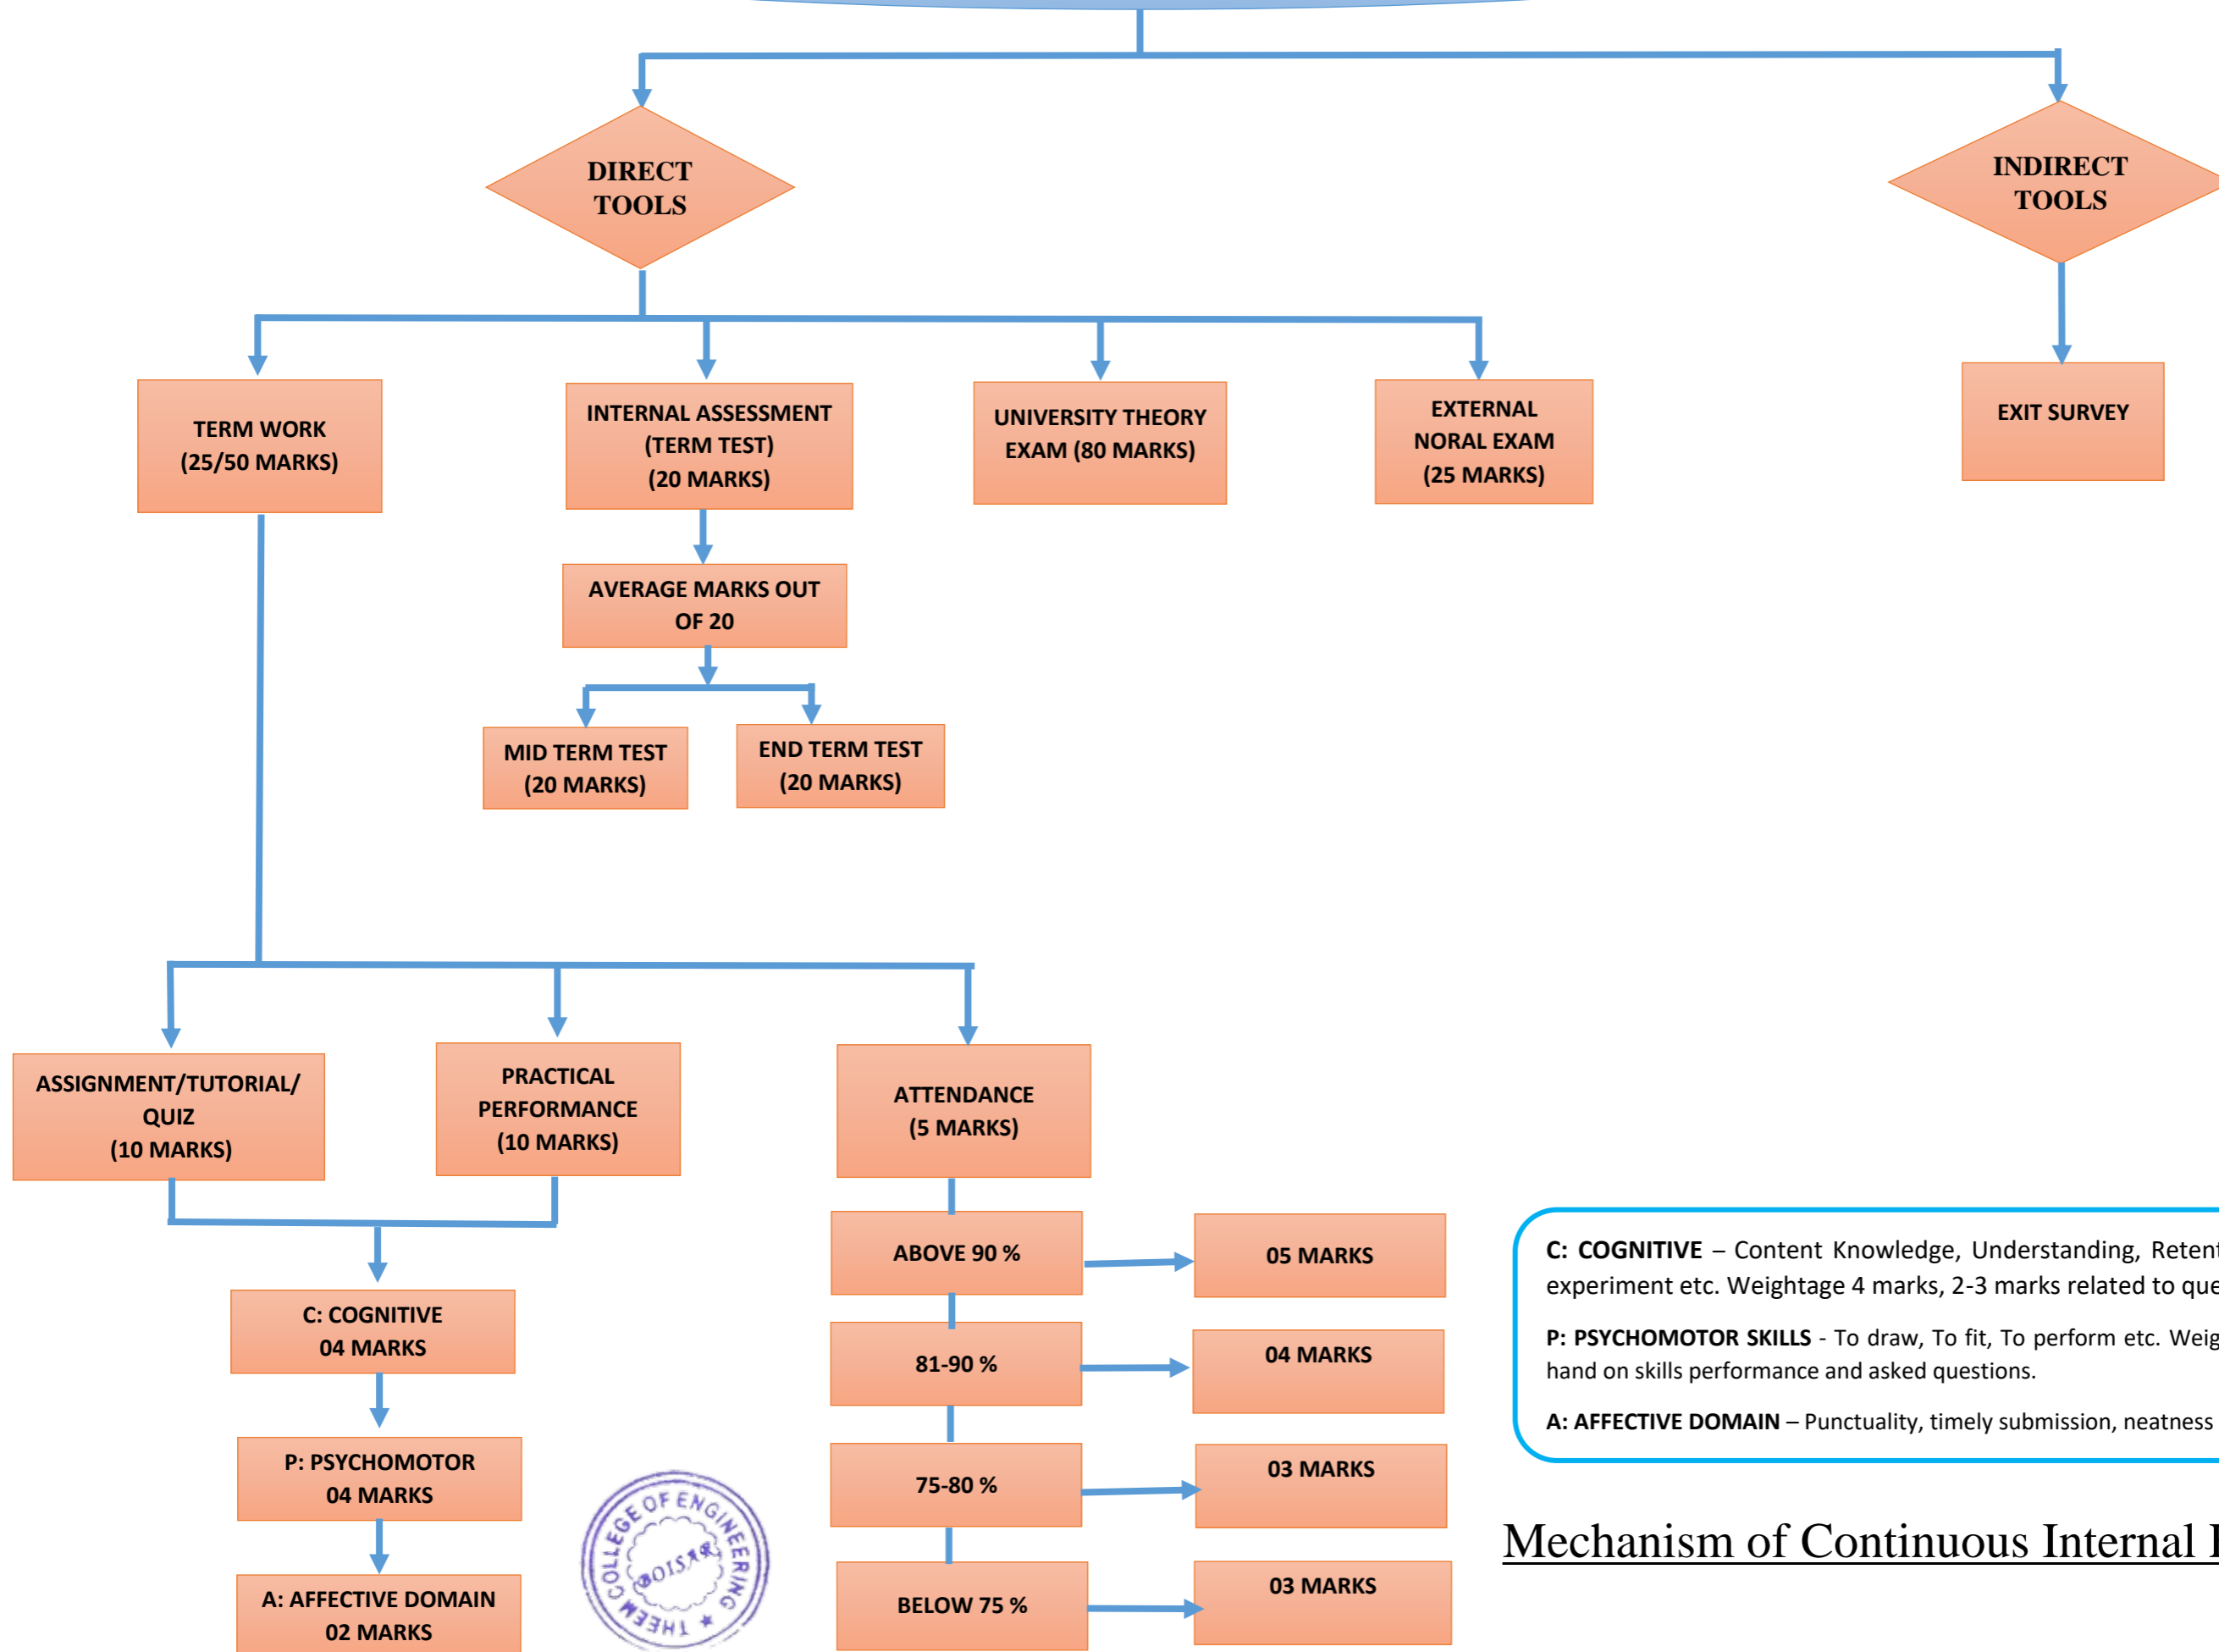 DIRECT
TOOLS
INDIRECT
TOOLS
TERM WORK
(25/50 MARKS)
INTERNAL ASSESSMENT
(TERM TEST)
(20 MARKS)
UNIVERSITY THEORY
EXAM (80 MARKS)
EXTERNAL
NORAL EXAM
(25 MARKS)
EXIT SURVEY
AVERAGE MARKS OUT
OF 20
MID TERM TEST
(20 MARKS)
END TERM TEST
(20 MARKS)
ASSIGNMENT/TUTORIAL/
QUIZ
(10 MARKS)
PRACTICAL
PERFORMANCE
(10 MARKS)
ATTENDANCE
(5 MARKS)
C: COGNITIVE
04 MARKS
P: PSYCHOMOTOR
04 MARKS
A: AFFECTIVE DOMAIN
02 MARKS
ABOVE 90 %
05 MARKS
81-90 %
04 MARKS
75-80 %
03 MARKS
BELOW 75 %
03 MARKS
C: COGNITIVE – Content Knowledge, Understanding, Retent
experiment etc. Weightage 4 marks, 2-3 marks related to que
P: PSYCHOMOTOR SKILLS - To draw, To fit, To perform etc. Weig
hand on skills performance and asked questions.
A: AFFECTIVE DOMAIN – Punctuality, timely submission, neatness
Mechanism of Continuous Internal
THEEM COLLEGE OF ENGINEERING ★
BOISAR